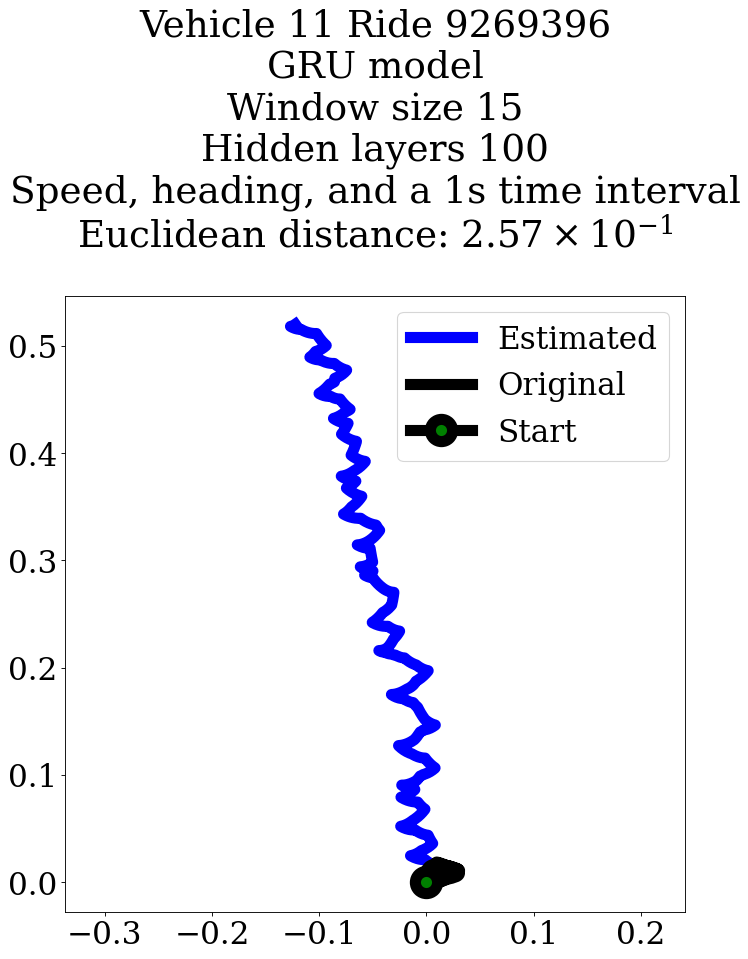 Vehicle 11 Ride 9269396
GRU model
Window size 15
Hidden layers 100
Speed, heading, and a 1s time interval
Euclidean distance: 2.57 × 10⁻¹
Estimated
Original
Start
0.5
0.4
0.3
0.2
0.1
0.0
−0.3 −0.2 −0.1 0.0 0.1 0.2